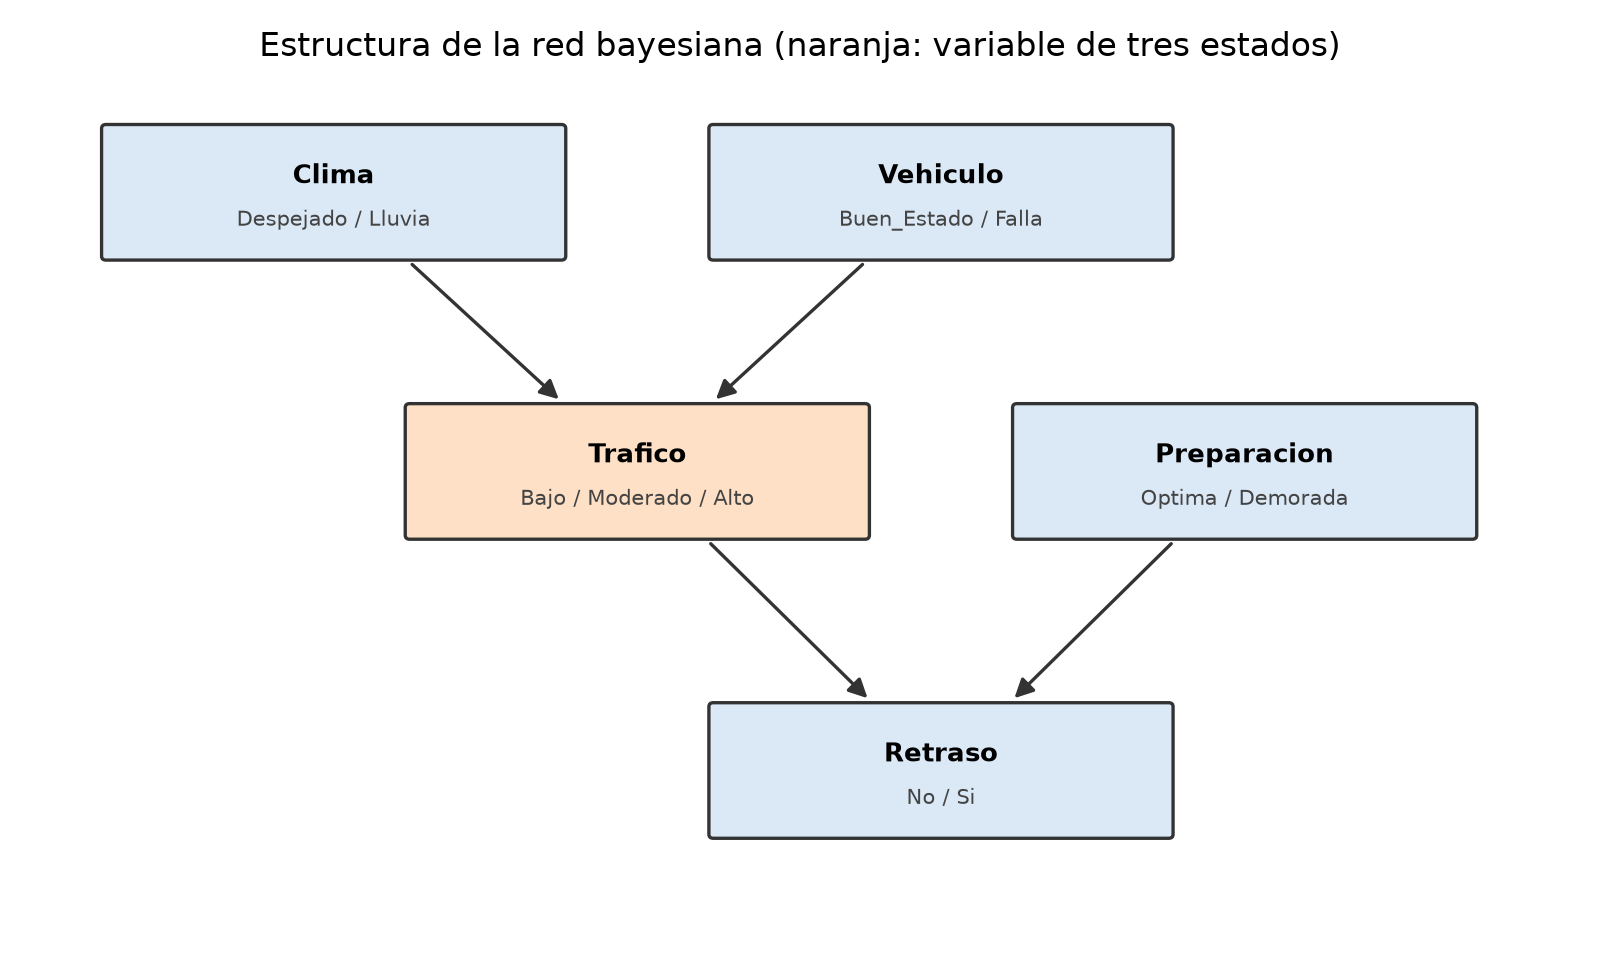 Estructura de la red bayesiana (naranja: variable de tres estados)
Clima
Despejado / Lluvia
Vehiculo
Buen_Estado / Falla
Trafico
Bajo / Moderado / Alto
Preparacion
Optima / Demorada
Retraso
No / Si